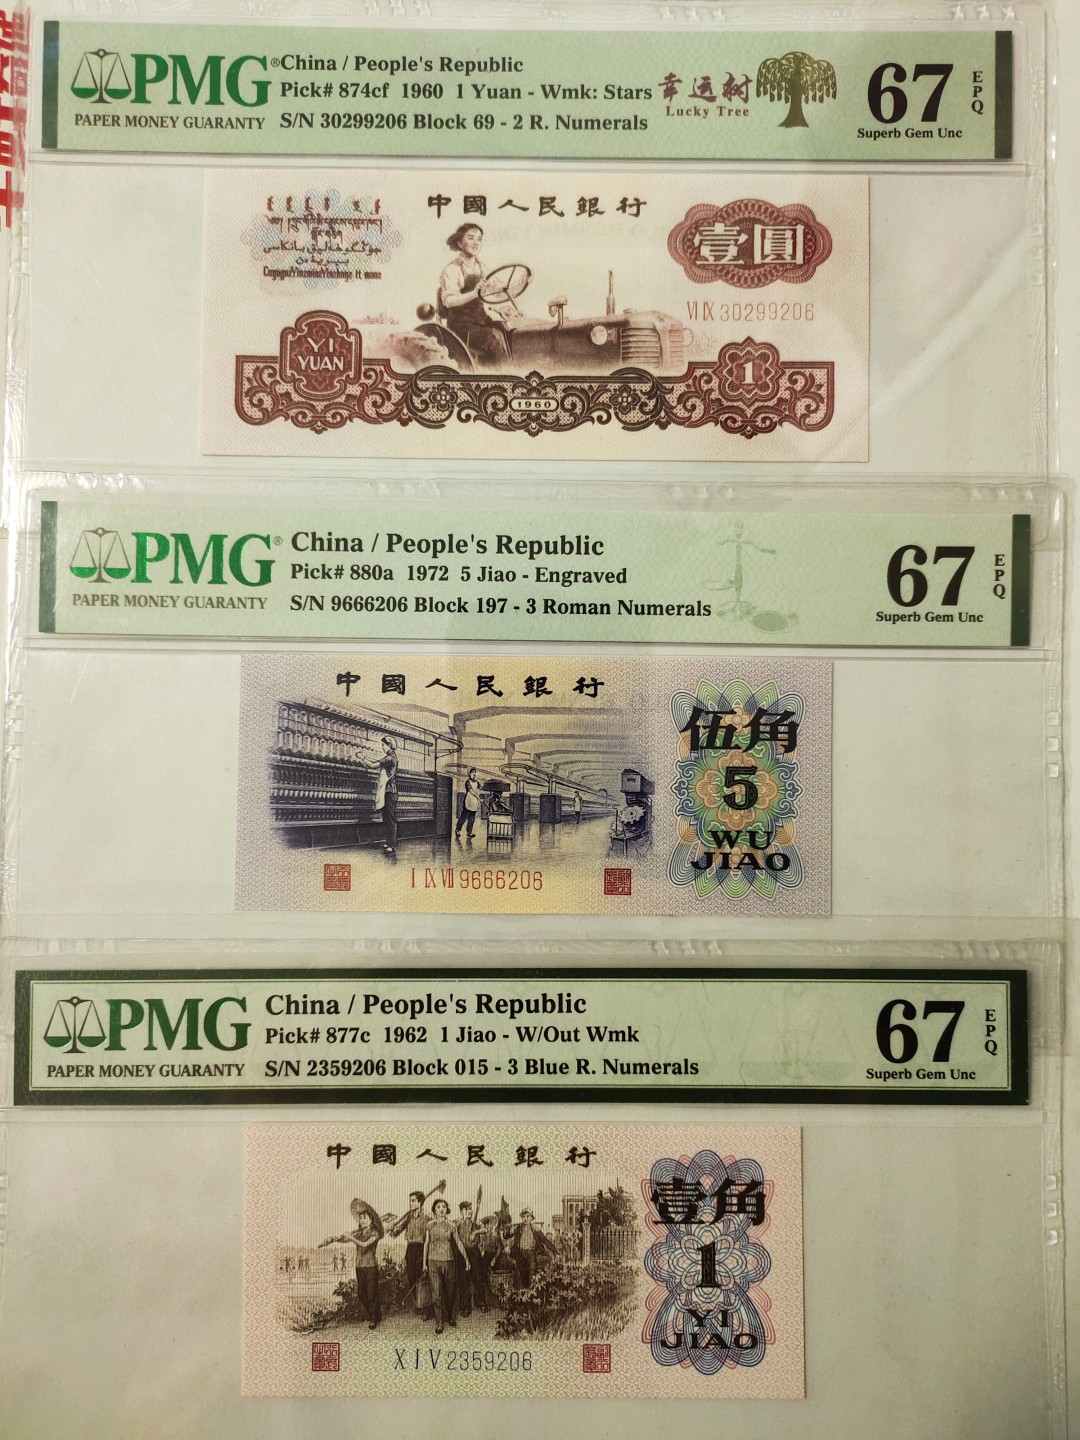 PMG®
PAPER MONEY GUARANTY
China / People's Republic
Pick# 874cf 1960 1 Yuan - Wmk: Stars
S/N 30299206 Block 69 - 2 R. Numerals
幸运树
Lucky Tree
67
EPQ
Superb Gem Unc
中國人民銀行
壹圓
VI IX 30299206
YI
YUAN
1960
1
PMG®
PAPER MONEY GUARANTY
China / People's Republic
Pick# 880a 1972 5 Jiao - Engraved
S/N 9666206 Block 197 - 3 Roman Numerals
67
EPQ
Superb Gem Unc
中國人民銀行
伍角
5
WU
JIAO
I IX VII 9666206
PMG
PAPER MONEY GUARANTY
China / People's Republic
Pick# 877c 1962 1 Jiao - W/Out Wmk
S/N 2359206 Block 015 - 3 Blue R. Numerals
67
EPQ
Superb Gem Unc
中國人民銀行
壹角
1
YI
JIAO
X I V 2359206